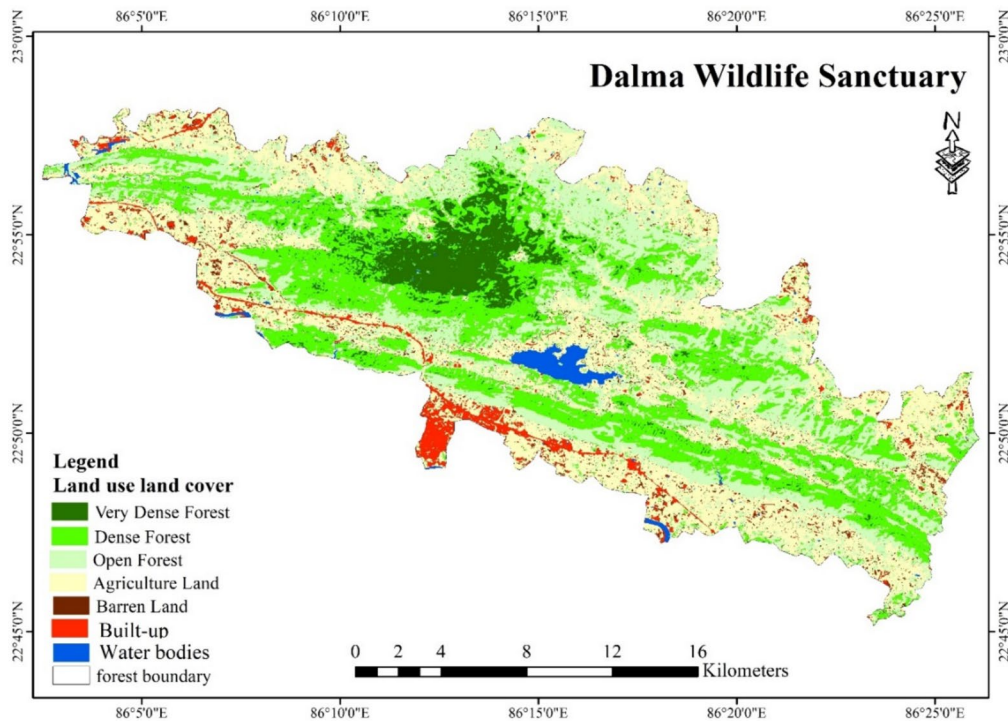 86°5'0"E 86°10'0"E 86°15'0"E 86°20'0"E 86°25'0"E
23°0'0"N 23°0'0"N
Dalma Wildlife Sanctuary
N
22°55'0"N 22°55'0"N
22°50'0"N 22°50'0"N
Legend
Land use land cover
Very Dense Forest
Dense Forest
Open Forest
Agriculture Land
Barren Land
Built-up
Water bodies
forest boundary
22°45'0"N 22°45'0"N
0 2 4 8 12 16
Kilometers
86°5'0"E 86°10'0"E 86°15'0"E 86°20'0"E 86°25'0"E